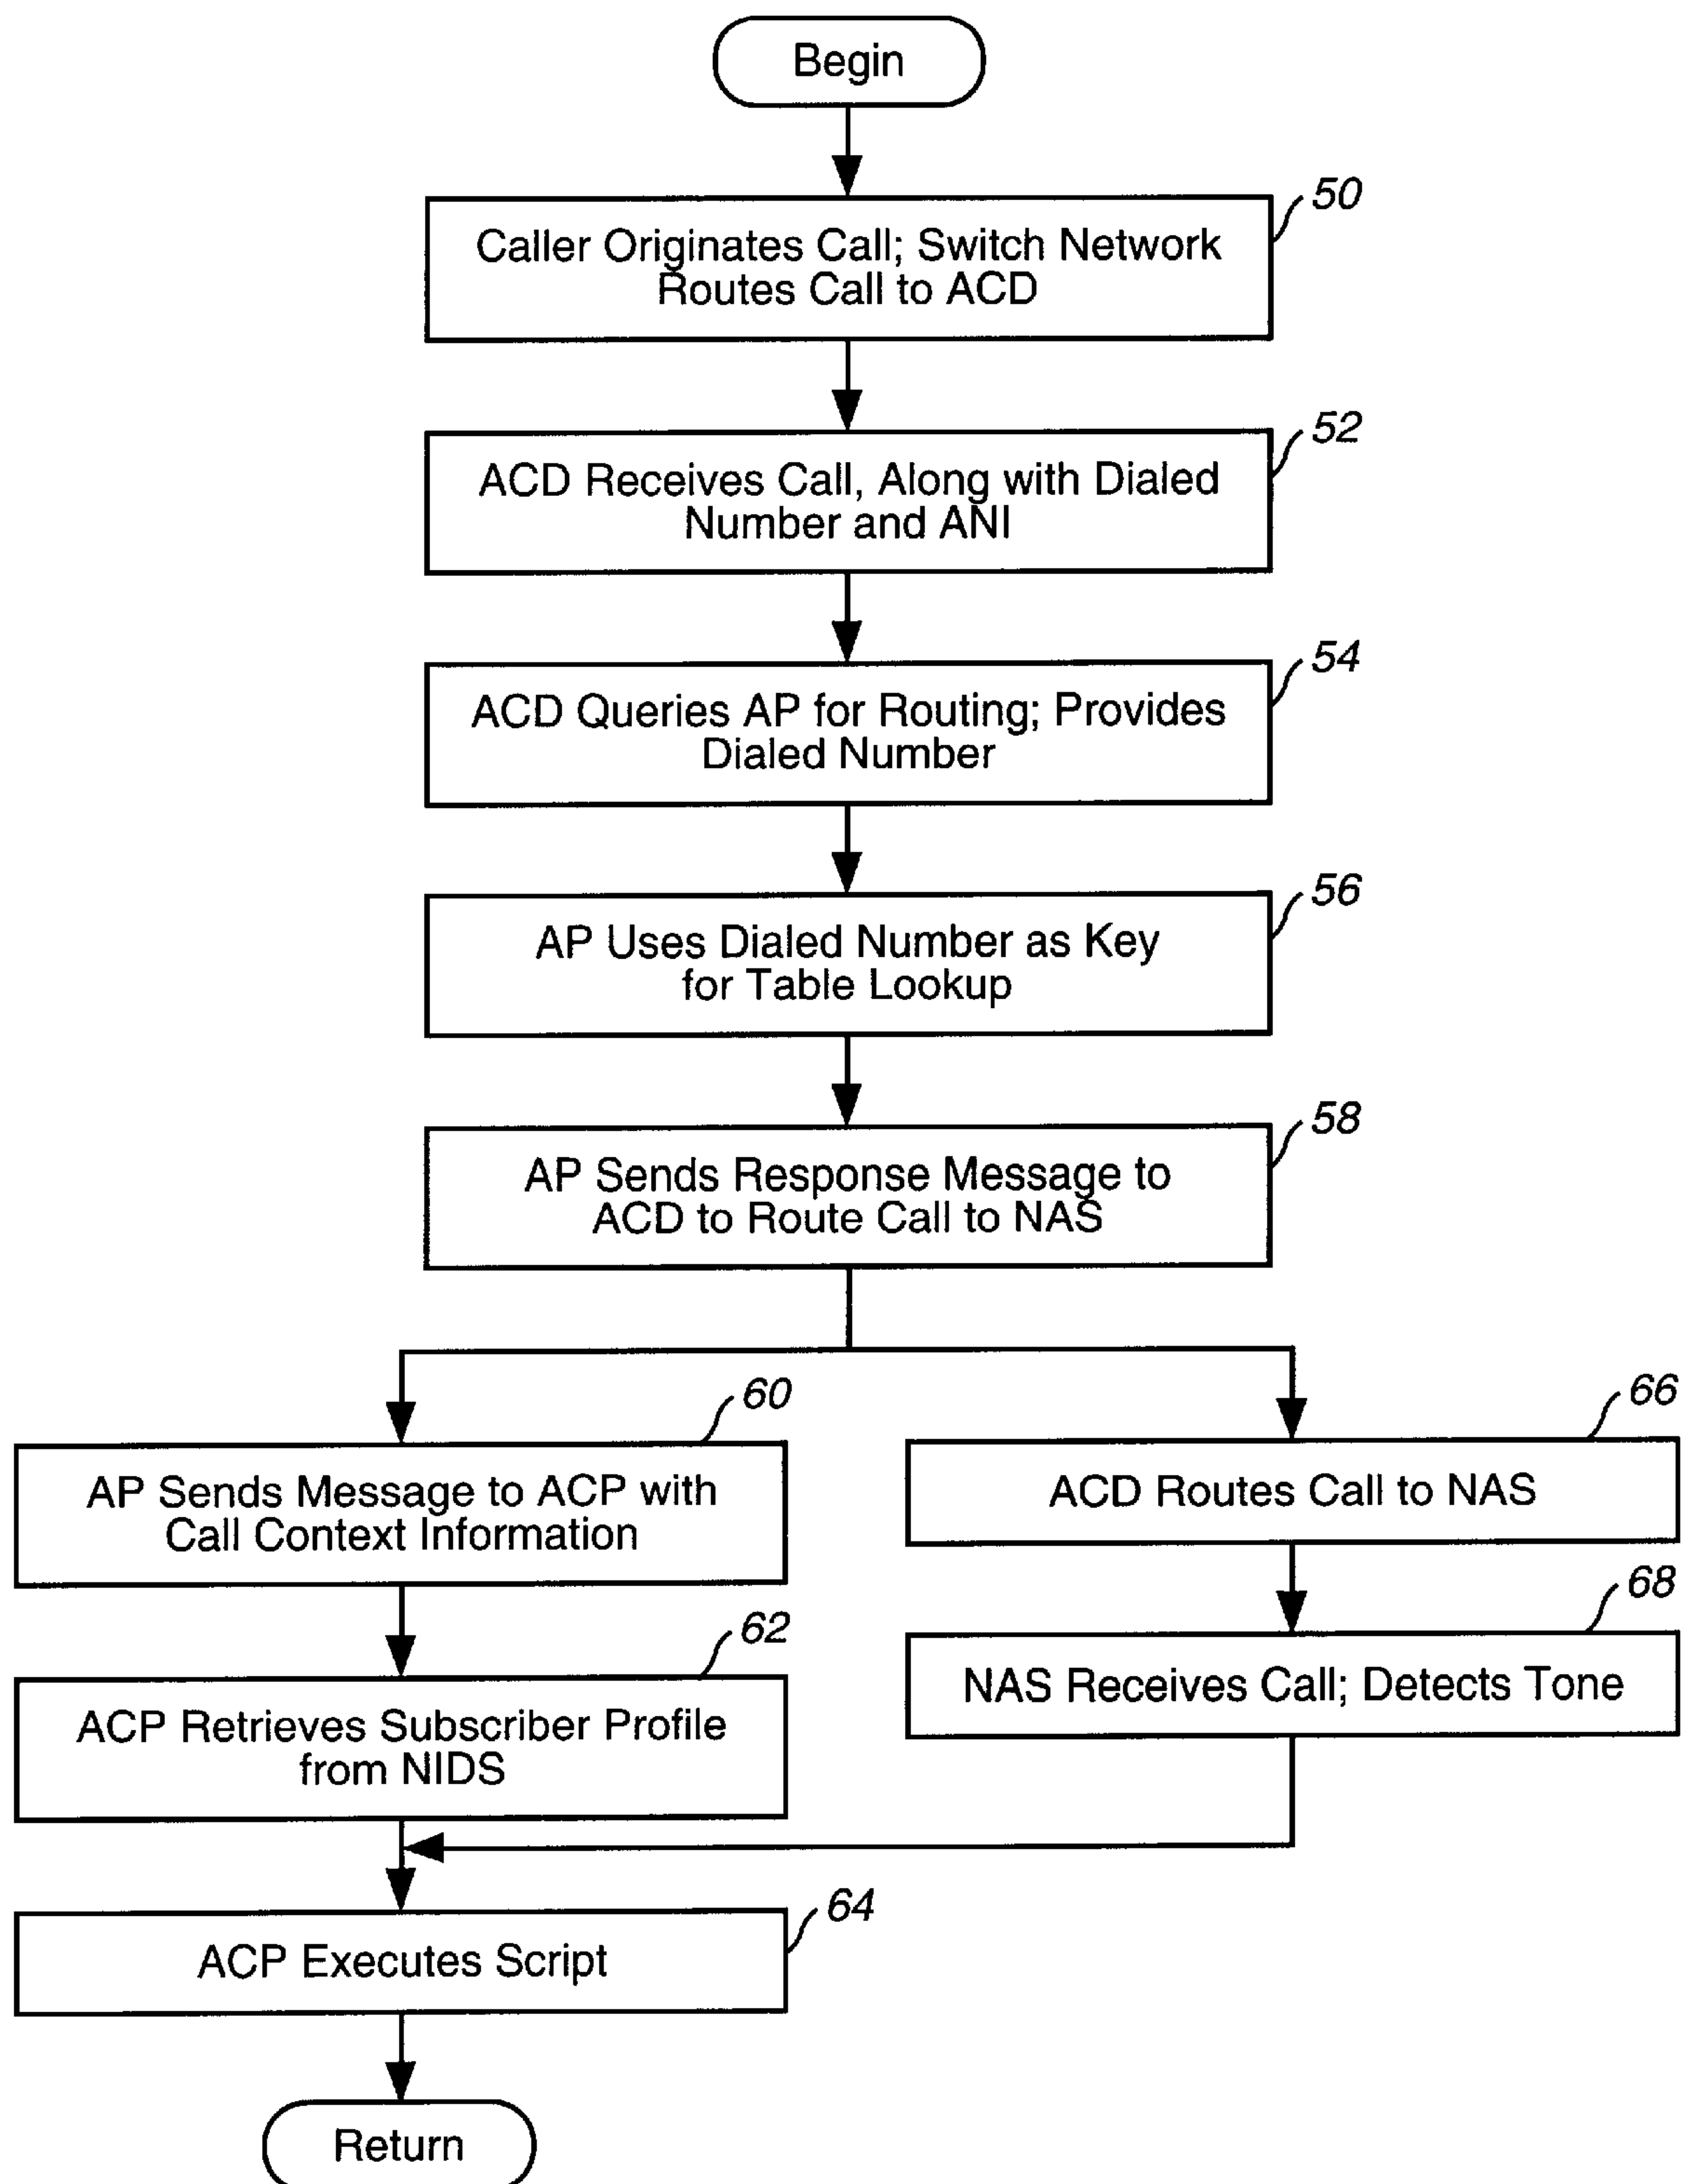 Begin
50
Caller Originates Call; Switch Network
Routes Call to ACD
52
ACD Receives Call, Along with Dialed
Number and ANI
54
ACD Queries AP for Routing; Provides
Dialed Number
56
AP Uses Dialed Number as Key
for Table Lookup
58
AP Sends Response Message to
ACD to Route Call to NAS
60
AP Sends Message to ACP with
Call Context Information
62
ACP Retrieves Subscriber Profile
from NIDS
66
ACD Routes Call to NAS
68
NAS Receives Call; Detects Tone
64
ACP Executes Script
Return